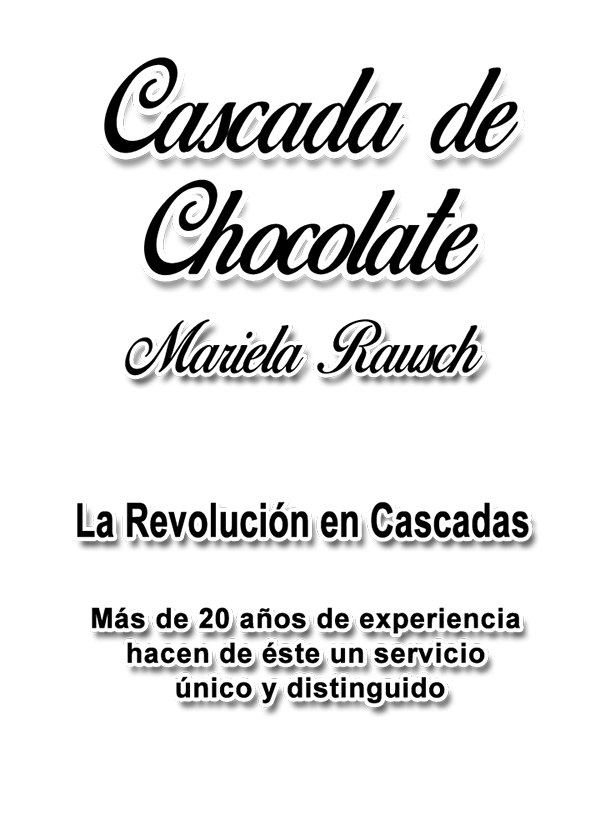 Cascada de
Chocolate
Mariela Rausch
La Revolución en Cascadas
Más de 20 años de experiencia
hacen de éste un servicio
único y distinguido